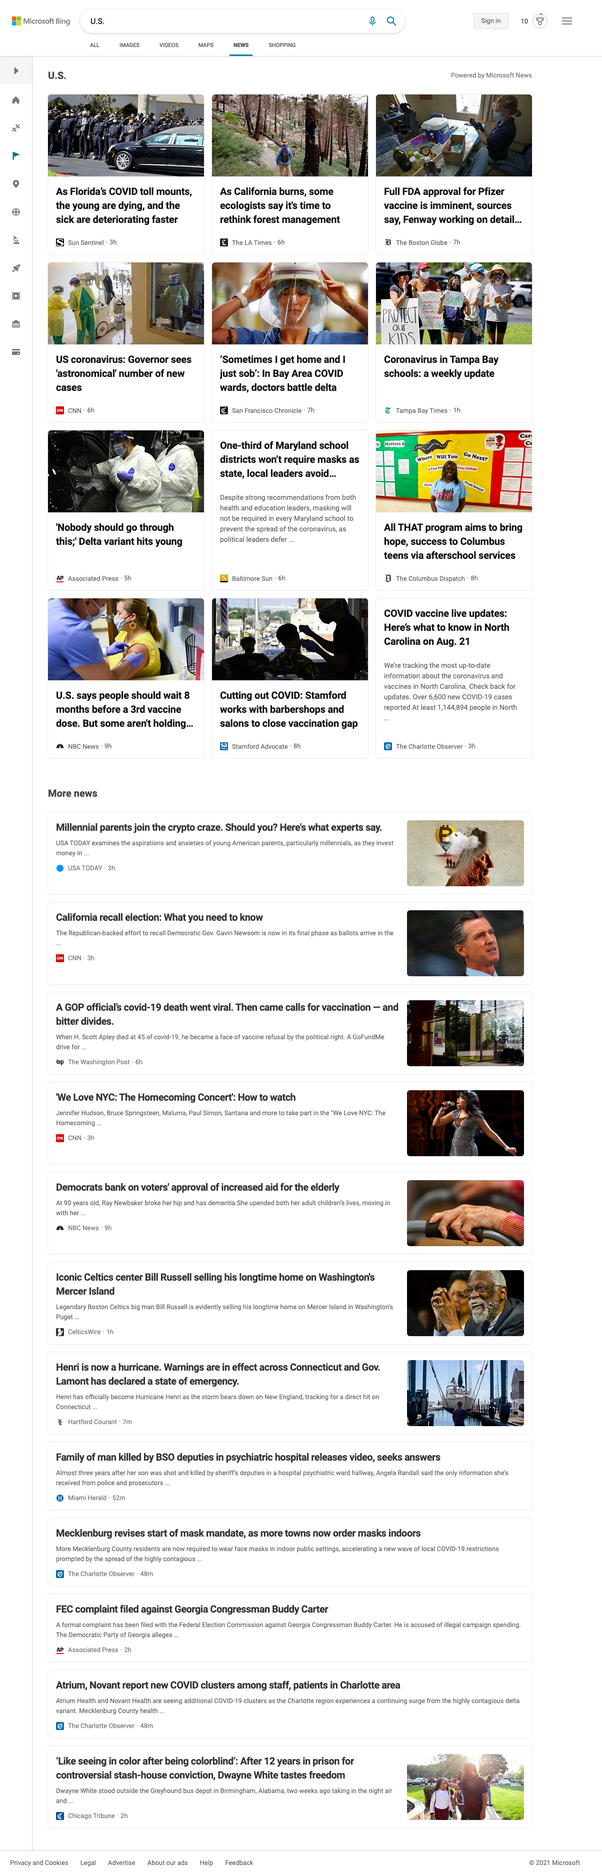 Microsoft Bing
U.S.
Sign in
10
ALL
IMAGES
VIDEOS
MAPS
NEWS
SHOPPING
U.S.
Powered by Microsoft News
As Florida's COVID toll mounts,
the young are dying, and the
sick are deteriorating faster
Sun Sentinel · 3h
As California burns, some
ecologists say it's time to
rethink forest management
The LA Times · 6h
Full FDA approval for Pfizer
vaccine is imminent, sources
say, Fenway working on detail...
The Boston Globe · 7h
US coronavirus: Governor sees
'astronomical' number of new
cases
CNN · 6h
'Sometimes I get home and I
just sob': In Bay Area COVID
wards, doctors battle delta
San Francisco Chronicle · 7h
PROTECT
OUR
KIDS
Coronavirus in Tampa Bay
schools: a weekly update
Tampa Bay Times · 1h
'Nobody should go through
this;' Delta variant hits young
AP Associated Press · 5h
One-third of Maryland school
districts won't require masks as
state, local leaders avoid...
Despite strong recommendations from both
health and education leaders, masking will
not be required in every Maryland school to
prevent the spread of the coronavirus, as
political leaders defer ...
Baltimore Sun · 6h
Where Will You Go Next?
All THAT program aims to bring
hope, success to Columbus
teens via afterschool services
The Columbus Dispatch · 8h
U.S. says people should wait 8
months before a 3rd vaccine
dose. But some aren't holding...
NBC News · 9h
Cutting out COVID: Stamford
works with barbershops and
salons to close vaccination gap
Stamford Advocate · 8h
COVID vaccine live updates:
Here's what to know in North
Carolina on Aug. 21
We're tracking the most up-to-date
information about the coronavirus and
vaccines in North Carolina. Check back for
updates. Over 6,600 new COVID-19 cases
reported At least 1,144,894 people in North
...
The Charlotte Observer · 3h
More news
Millennial parents join the crypto craze. Should you? Here's what experts say.
USA TODAY examines the aspirations and anxieties of young American parents, particularly millennials, as they invest
money in ...
USA TODAY · 3h
California recall election: What you need to know
The Republican-backed effort to recall Democratic Gov. Gavin Newsom is now in its final phase as ballots arrive in the
...
CNN · 3h
A GOP official's covid-19 death went viral. Then came calls for vaccination — and
bitter divides.
When H. Scott Apley died at 45 of covid-19, he became a face of vaccine refusal by the political right. A GoFundMe
drive for ...
wp The Washington Post · 6h
'We Love NYC: The Homecoming Concert': How to watch
Jennifer Hudson, Bruce Springsteen, Maluma, Paul Simon, Santana and more to take part in the "We Love NYC: The
Homecoming ...
CNN · 3h
Democrats bank on voters' approval of increased aid for the elderly
At 90 years old, Ray Newbaker broke her hip and has dementia.She upended both her adult children's lives, moving in
with her ...
NBC News · 9h
Iconic Celtics center Bill Russell selling his longtime home on Washington's
Mercer Island
Legendary Boston Celtics big man Bill Russell is evidently selling his longtime home on Mercer Island in Washington's
Puget ...
CelticsWire · 1h
Henri is now a hurricane. Warnings are in effect across Connecticut and Gov.
Lamont has declared a state of emergency.
Henri has officially become Hurricane Henri as the storm bears down on New England, tracking for a direct hit on
Connecticut ...
Hartford Courant · 7m
Family of man killed by BSO deputies in psychiatric hospital releases video, seeks answers
Almost three years after her son was shot and killed by sheriff's deputies in a hospital psychiatric ward hallway, Angela Randall said the only information she's
received from police and prosecutors ...
Miami Herald · 52m
Mecklenburg revises start of mask mandate, as more towns now order masks indoors
More Mecklenburg County residents are now required to wear face masks in indoor public settings, accelerating a new wave of local COVID-19 restrictions
prompted by the spread of the highly contagious ...
The Charlotte Observer · 48m
FEC complaint filed against Georgia Congressman Buddy Carter
A formal complaint has been filed with the Federal Election Commission against Georgia Congressman Buddy Carter. He is accused of illegal campaign spending.
The Democratic Party of Georgia alleges ...
AP Associated Press · 2h
Atrium, Novant report new COVID clusters among staff, patients in Charlotte area
Atrium Health and Novant Health are seeing additional COVID-19 clusters as the Charlotte region experiences a continuing surge from the highly contagious delta
variant. Mecklenburg County health ...
The Charlotte Observer · 48m
'Like seeing in color after being colorblind': After 12 years in prison for
controversial stash-house conviction, Dwayne White tastes freedom
Dwayne White stood outside the Greyhound bus depot in Birmingham, Alabama, two weeks ago taking in the night air
and ...
Chicago Tribune · 2h
Privacy and Cookies
Legal
Advertise
About our ads
Help
Feedback
© 2021 Microsoft